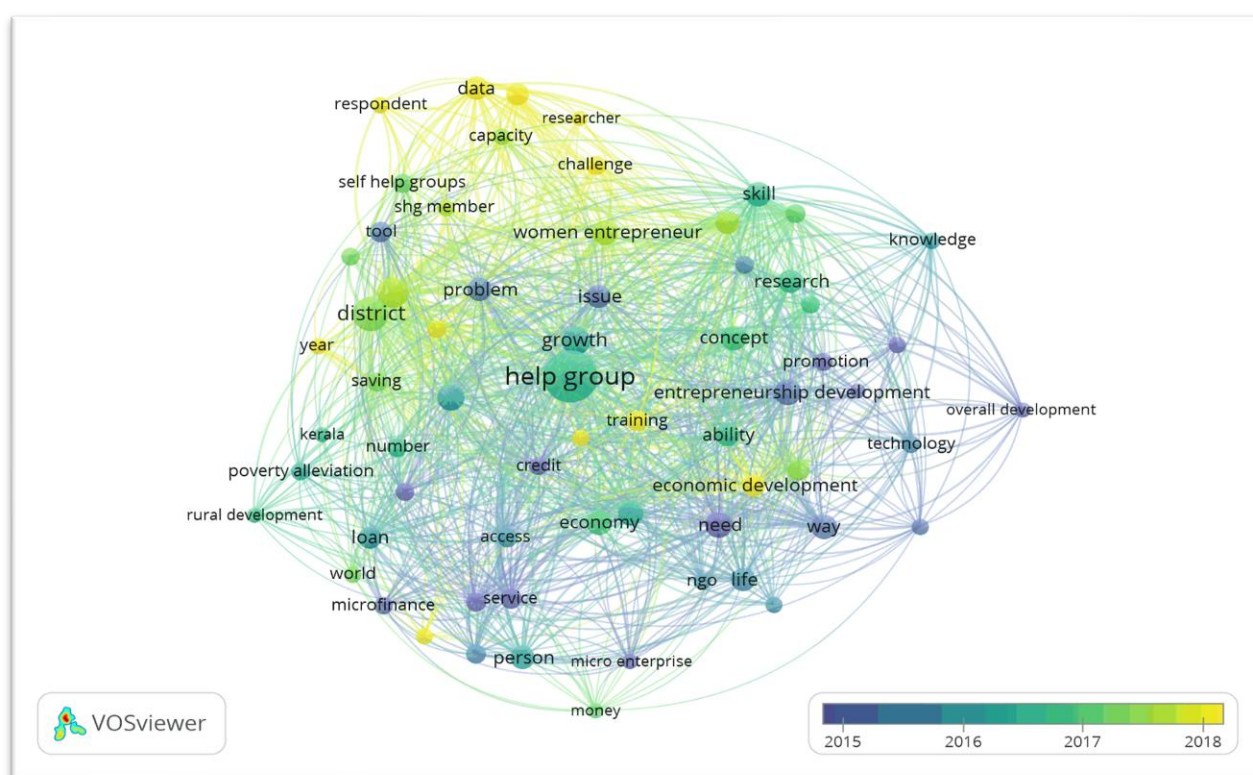 data
respondent
researcher
capacity
challenge
self help groups
skill
shg member
tool
women entrepreneur
knowledge
problem
issue
research
district
growth
concept
year
promotion
help group
saving
entrepreneurship development
overall development
training
kerala
number
ability
technology
credit
poverty alleviation
economic development
rural development
economy
need
way
loan
access
world
ngo
life
microfinance
service
person
micro enterprise
money
VOSviewer
2015
2016
2017
2018